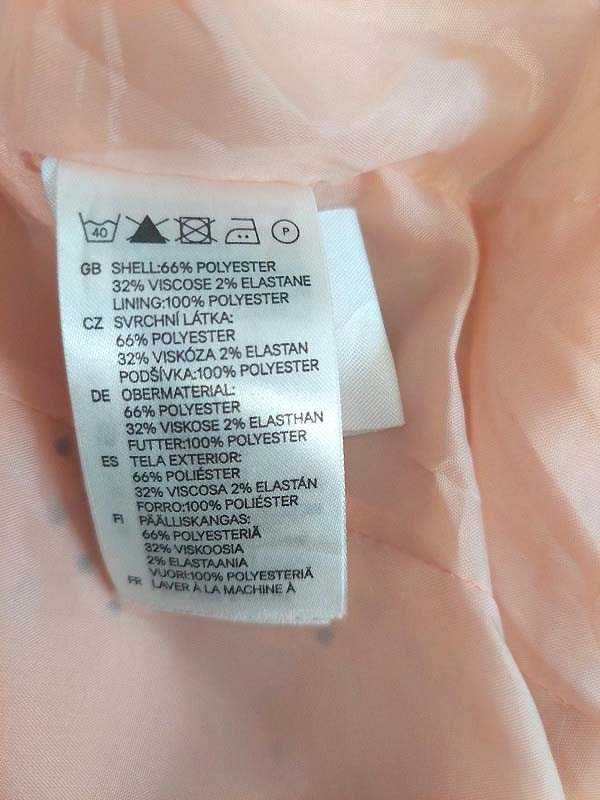 40 P
GB SHELL:66% POLYESTER
32% VISCOSE 2% ELASTANE
LINING:100% POLYESTER
CZ SVRCHNÍ LÁTKA:
66% POLYESTER
32% VISKÓZA 2% ELASTAN
PODŠÍVKA:100% POLYESTER
DE OBERMATERIAL:
66% POLYESTER
32% VISKOSE 2% ELASTHAN
FUTTER:100% POLYESTER
ES TELA EXTERIOR:
66% POLIÉSTER
32% VISCOSA 2% ELASTÁN
FORRO:100% POLIÉSTER
FI PÄÄLLISKANGAS:
66% POLYESTERIÄ
32% VISKOOSIA
2% ELASTAANIA
VUORI:100% POLYESTERIÄ
FR LAVER À LA MACHINE À